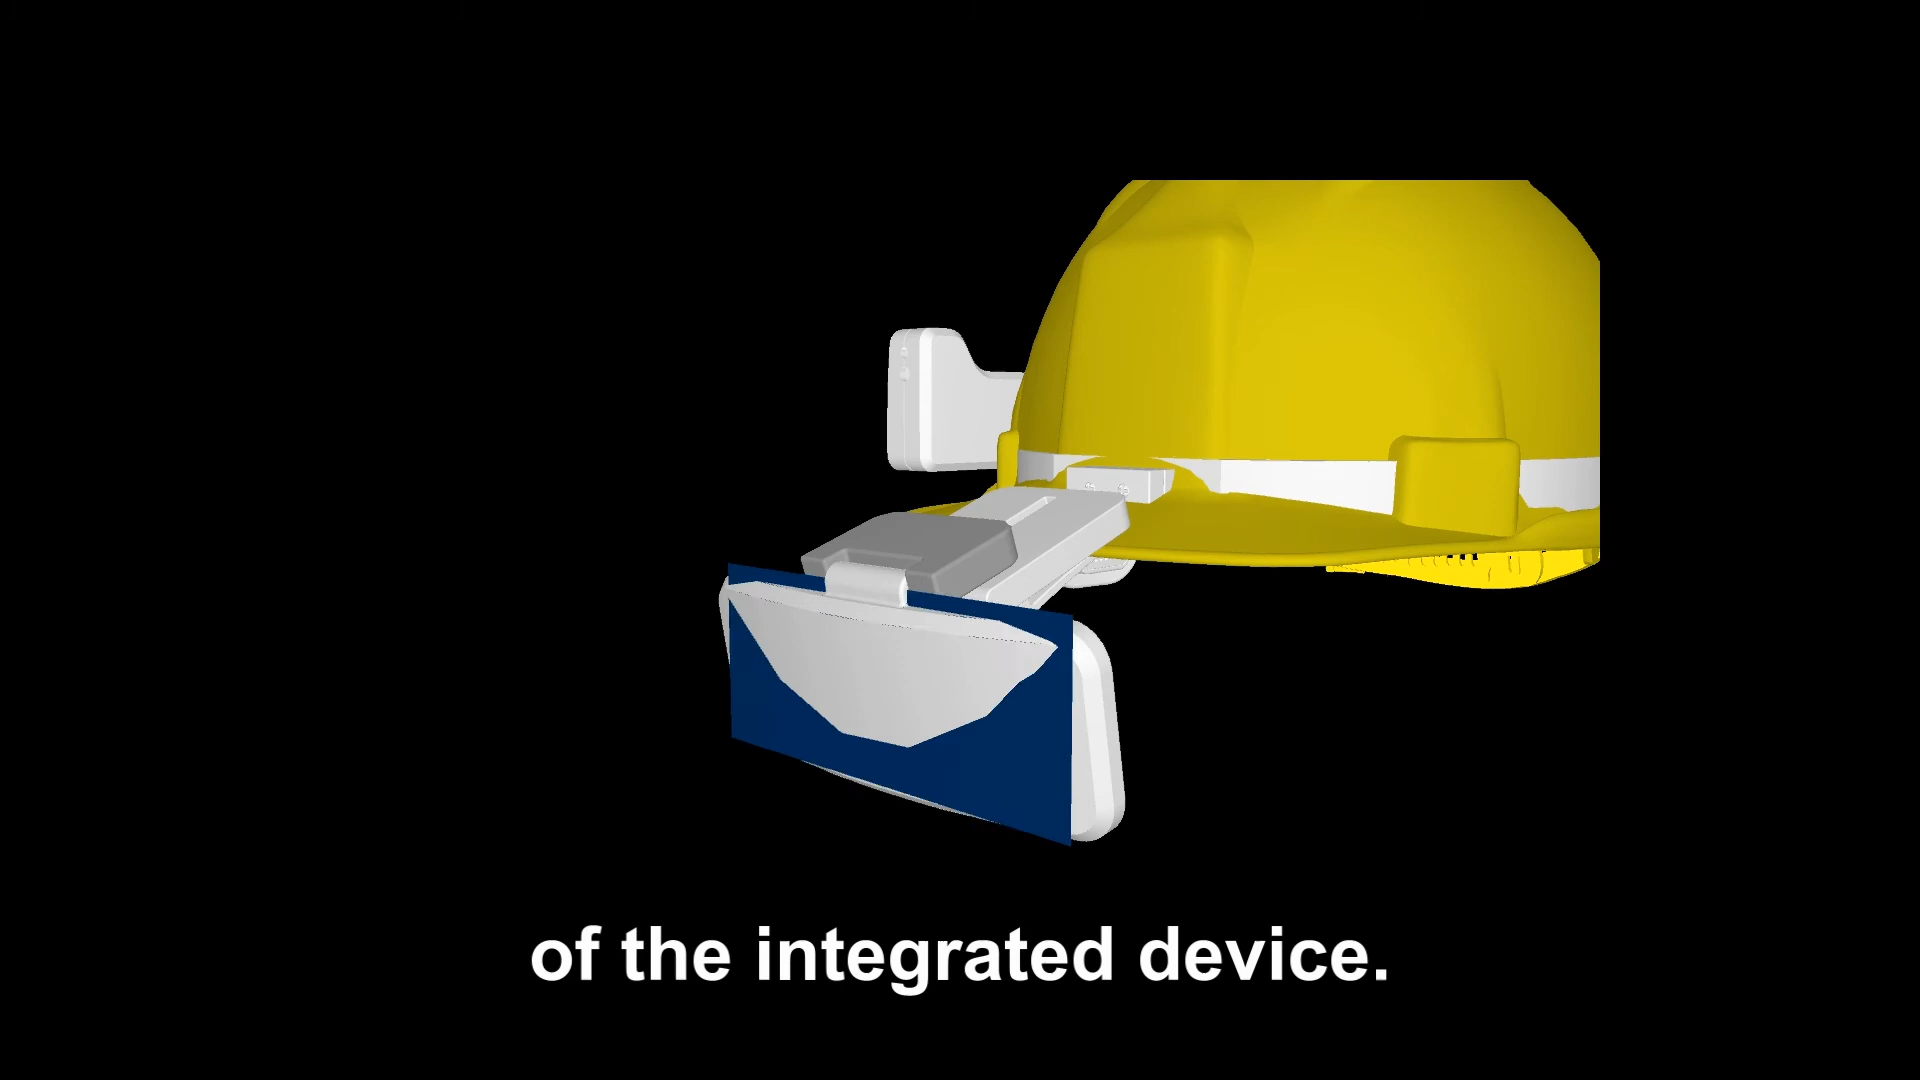 of the integrated device.